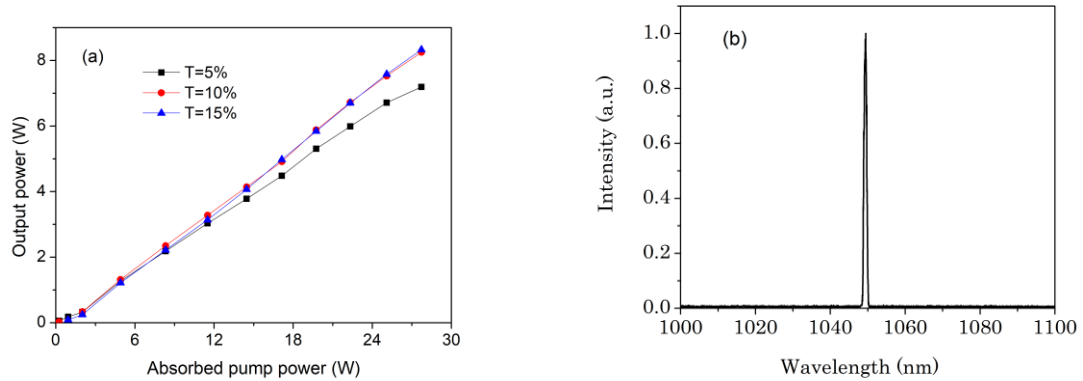 (a)
T=5%
T=10%
T=15%
Output power (W)
8
6
4
2
0
0 6 12 18 24 30
Absorbed pump power (W)
(b)
Intensity (a.u.)
1.0
0.8
0.6
0.4
0.2
0.0
1000 1020 1040 1060 1080 1100
Wavelength (nm)